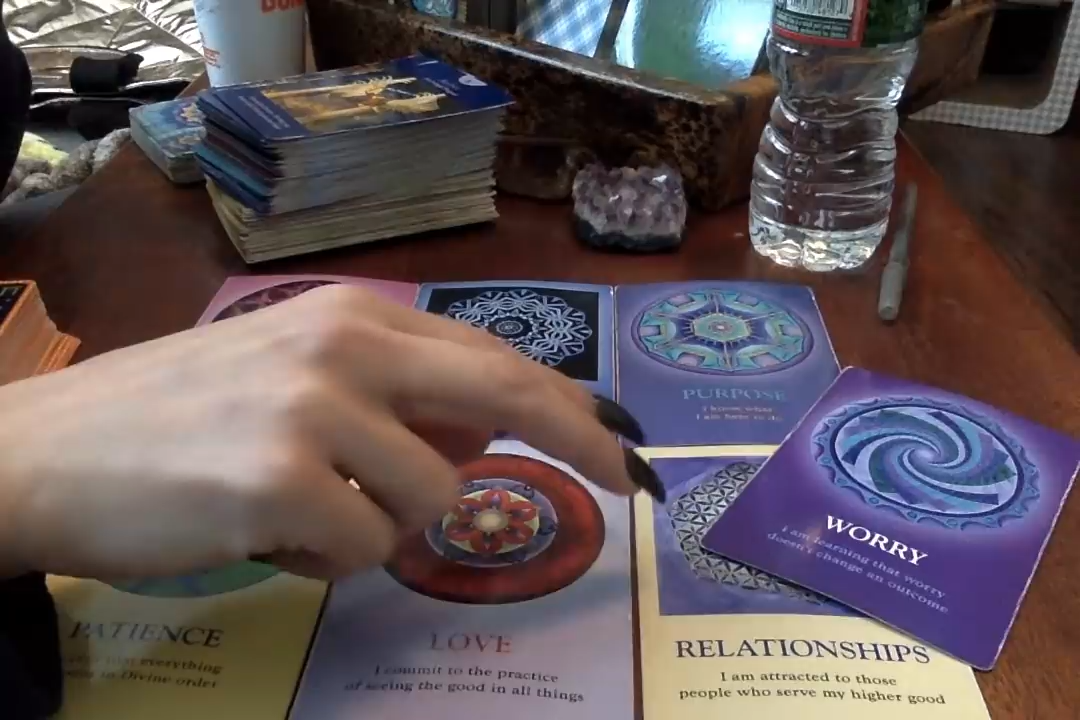 PURPOSE
I know what
I am here to do
WORRY
I am learning that worry
doesn't change an outcome
PATIENCE
everything
in Divine order
LOVE
I commit to the practice
of seeing the good in all things
RELATIONSHIPS
I am attracted to those
people who serve my higher good